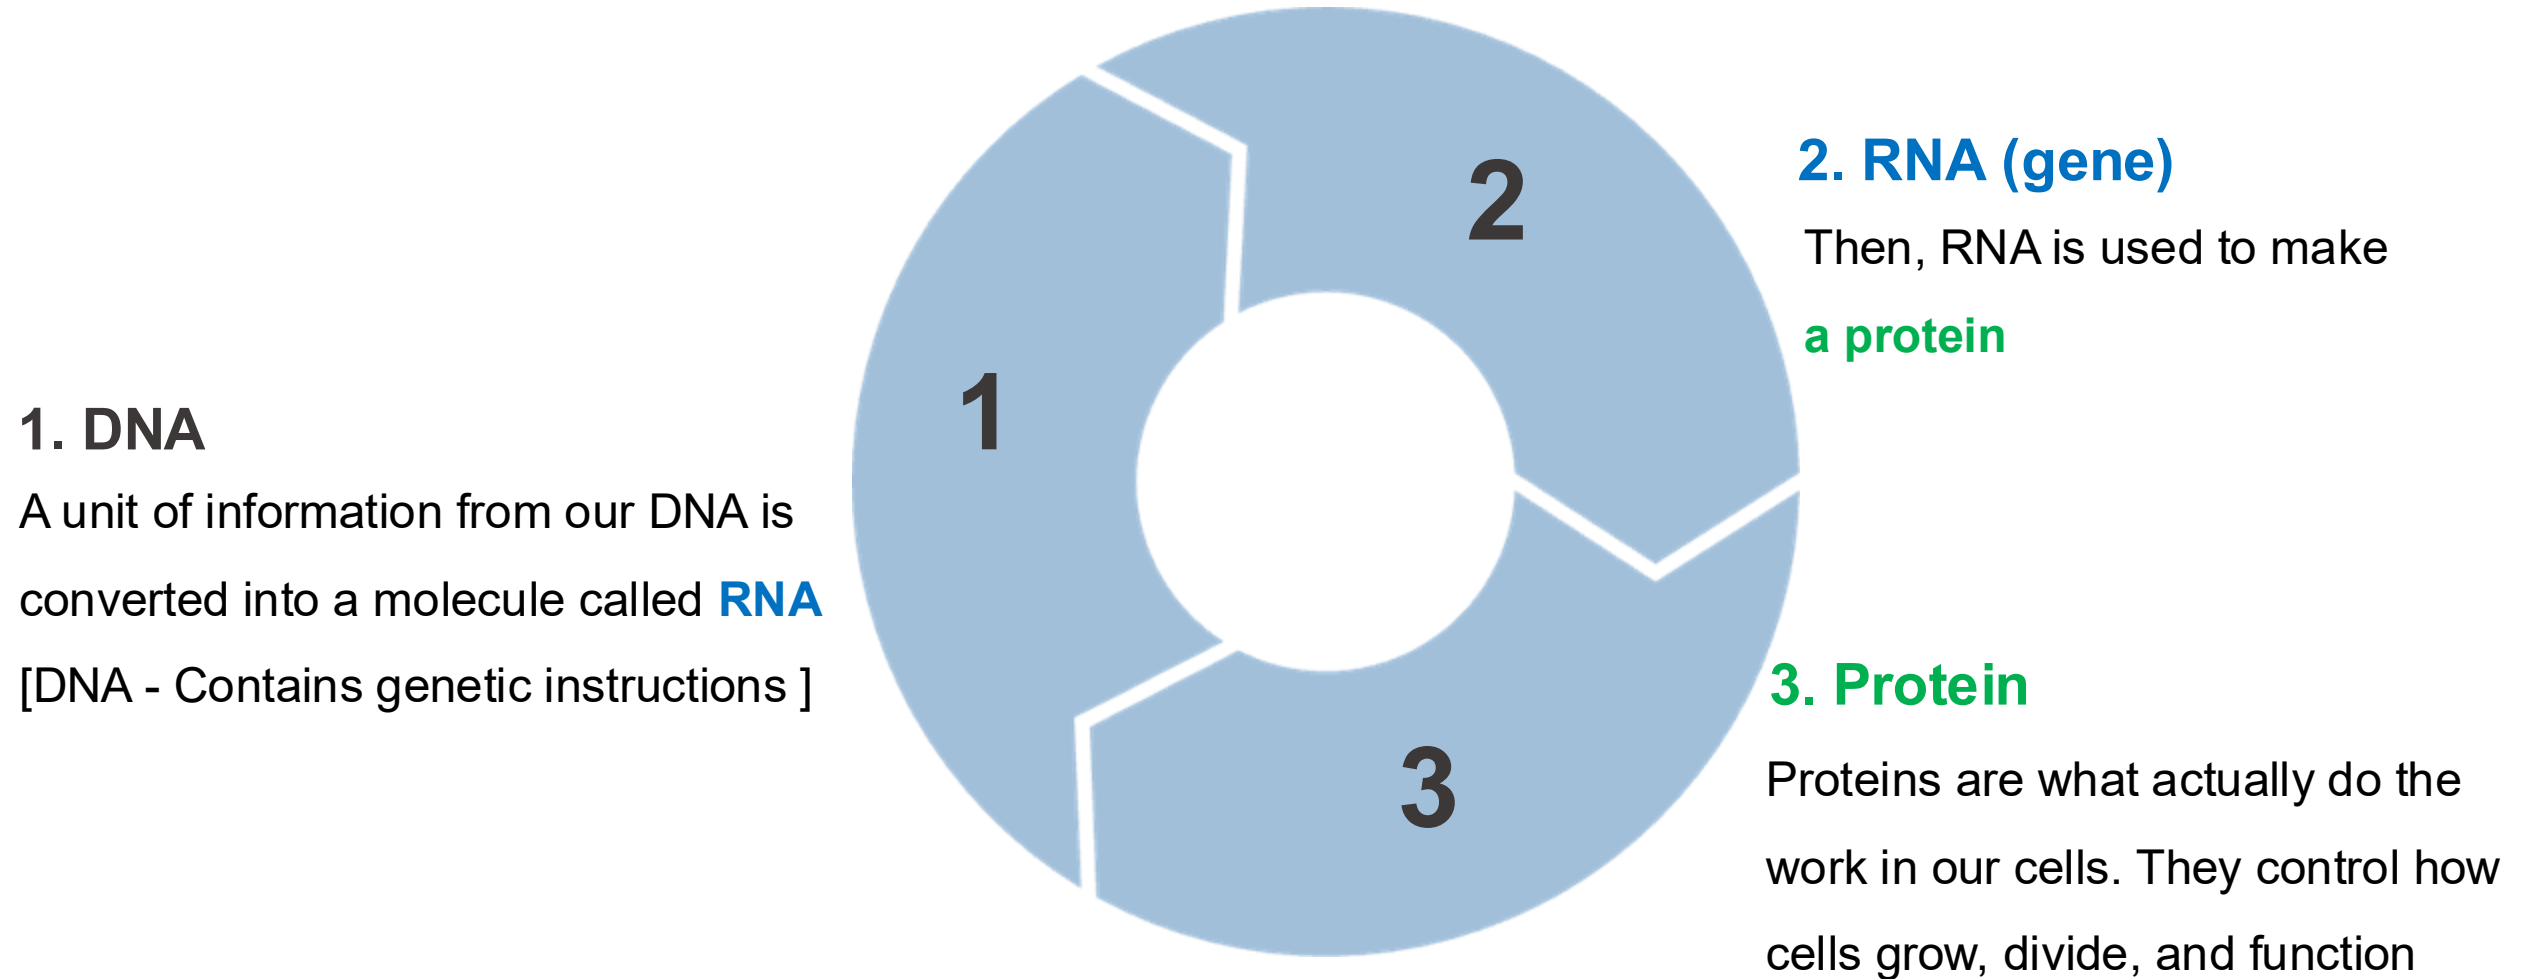 1. DNA
A unit of information from our DNA is
converted into a molecule called RNA
[DNA - Contains genetic instructions ]
1
2
3
2. RNA (gene)
Then, RNA is used to make
a protein
3. Protein
Proteins are what actually do the
work in our cells. They control how
cells grow, divide, and function